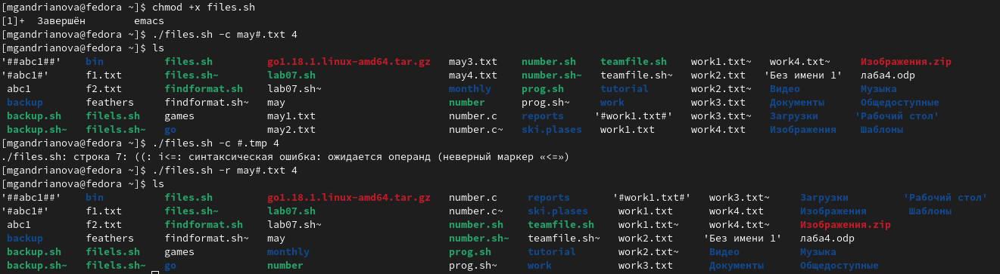 [mgandrianova@fedora ~]$ chmod +x files.sh
[1]+  Завершён        emacs
[mgandrianova@fedora ~]$ ./files.sh -c may#.txt 4
[mgandrianova@fedora ~]$ ls
'##abc1##'   bin   files.sh   go1.18.1.linux-amd64.tar.gz   may3.txt   number.sh   teamfile.sh   work1.txt~   work4.txt~   Изображения.zip
'#abc1#'   f1.txt   files.sh~   lab07.sh   may4.txt   number.sh~   teamfile.sh~   work2.txt   'Без имени 1'   лаба4.odp
abc1   f2.txt   findformat.sh   lab07.sh~   monthly   prog.sh   tutorial   work2.txt~   Видео   Музыка
backup   feathers   findformat.sh~   may   number   prog.sh~   work   work3.txt   Документы   Общедоступные
backup.sh   filels.sh   games   may1.txt   number.c   reports   '#work1.txt#'   work3.txt~   Загрузки   'Рабочий стол'
backup.sh~   filels.sh~   go   may2.txt   number.c~   ski.plases   work1.txt   work4.txt   Изображения   Шаблоны
[mgandrianova@fedora ~]$ ./files.sh -c #.tmp 4
./files.sh: строка 7: ((: i<=: синтаксическая ошибка: ожидается операнд (неверный маркер «<=»)
[mgandrianova@fedora ~]$ ./files.sh -r may#.txt 4
[mgandrianova@fedora ~]$ ls
'##abc1##'   bin   files.sh   go1.18.1.linux-amd64.tar.gz   number.c   reports   '#work1.txt#'   work3.txt~   Загрузки   'Рабочий стол'
'#abc1#'   f1.txt   files.sh~   lab07.sh   number.c~   ski.plases   work1.txt   work4.txt   Изображения   Шаблоны
abc1   f2.txt   findformat.sh   lab07.sh~   number.sh   teamfile.sh   work1.txt~   work4.txt~   Изображения.zip
backup   feathers   findformat.sh~   may   number.sh~   teamfile.sh~   work2.txt   'Без имени 1'   лаба4.odp
backup.sh   filels.sh   games   monthly   prog.sh   tutorial   work2.txt~   Видео   Музыка
backup.sh~   filels.sh~   go   number   prog.sh~   work   work3.txt   Документы   Общедоступные